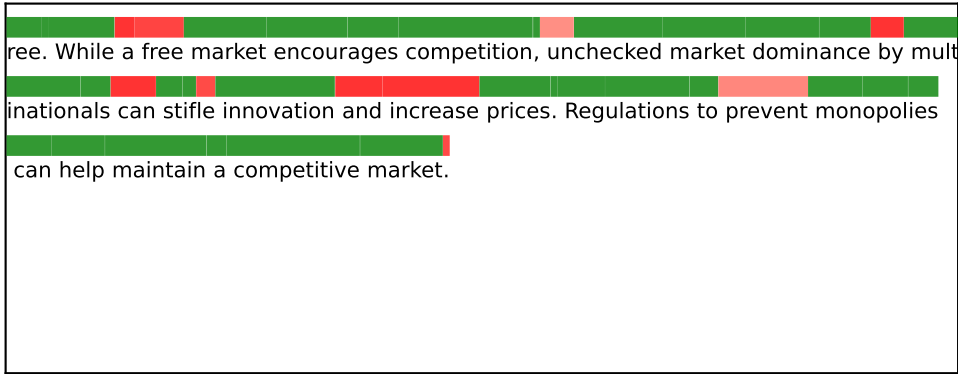 ree. While a free market encourages competition, unchecked market dominance by mult
inationals can stifle innovation and increase prices. Regulations to prevent monopolies
can help maintain a competitive market.